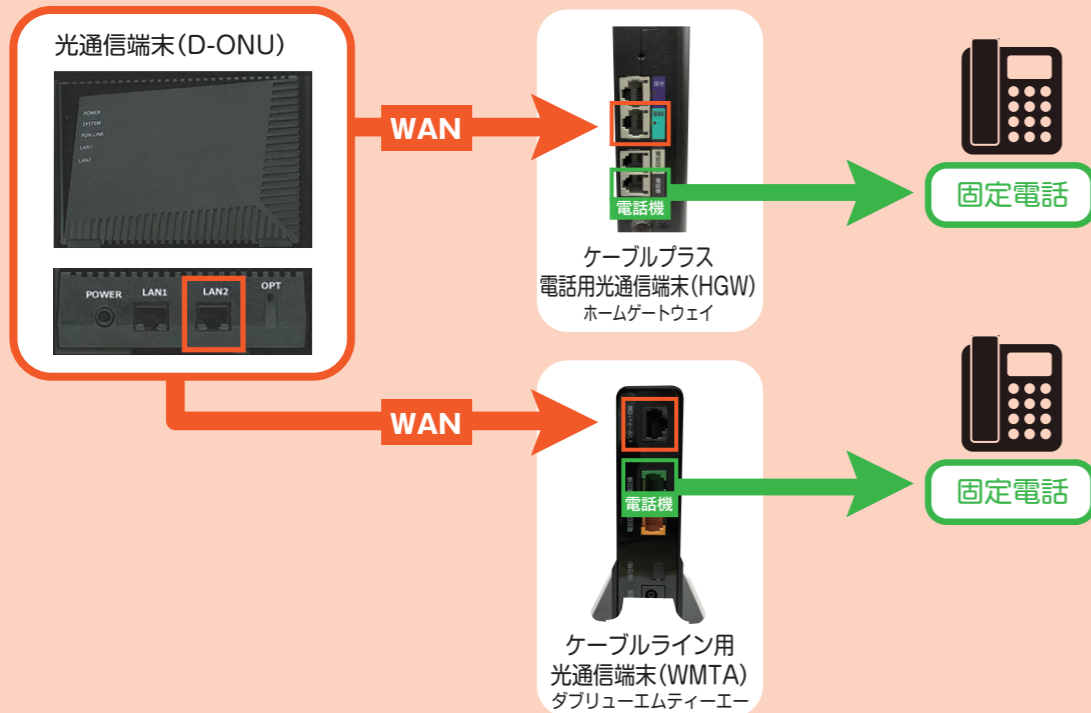 光通信端末(D-ONU)
POWER
SYSTEM
PON LINK
LAN1
LAN2
POWER
LAN1
LAN2
OPT
WAN
WAN
電話機
固定電話
ケーブルプラス
電話用光通信端末(HGW)
ホームゲートウェイ
WAN
電話機
固定電話
ケーブルライン用
光通信端末(WMTA)
ダブリューエムティーエー